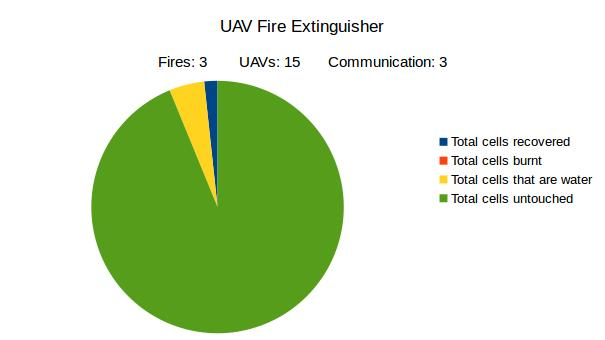 UAV Fire Extinguisher
Fires: 3 UAVs: 15 Communication: 3
Total cells recovered
Total cells burnt
Total cells that are water
Total cells untouched